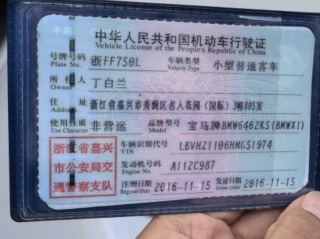 中华人民共和国机动车行驶证
Vehicle License of the People's Republic of China
号牌号码 浙FF750L 车辆类型 小型普通客车
Plate No. Vehicle Type
所有人 丁白兰
Owner
住址 浙江省嘉兴市秀洲区名人花园(国际)3幢805室
Address
使用性质 非营运 品牌型号 宝马牌BMW6462KS(BMWX1)
Use Character Model
浙江省嘉兴 车辆识别代号 LBVHZ1106HMG51974
VIN
市公安局交 发动机号码 A112C987
Engine No.
通警察支队 注册日期 2016-11-15 发证日期 2016-11-15
Register Date Issue Date